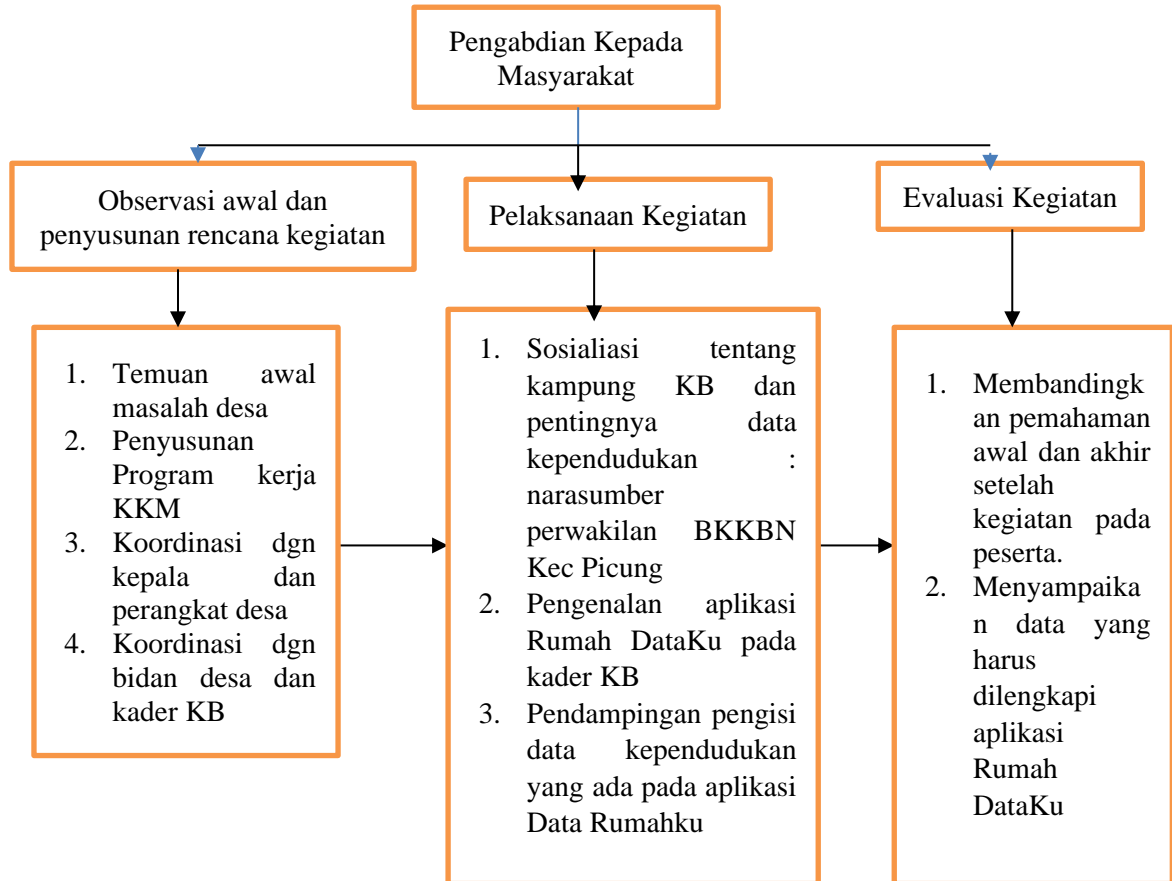 Pengabdian Kepada
Masyarakat
Observasi awal dan
penyusunan rencana kegiatan
Pelaksanaan Kegiatan
Evaluasi Kegiatan
1. Temuan awal
masalah desa
2. Penyusunan
Program kerja
KKM
3. Koordinasi dgn
kepala dan
perangkat desa
4. Koordinasi dgn
bidan desa dan
kader KB
1. Sosialiasi tentang
kampung KB dan
pentingnya data
kependudukan :
narasumber
perwakilan BKKBN
Kec Picung
2. Pengenalan aplikasi
Rumah DataKu pada
kader KB
3. Pendampingan pengisi
data kependudukan
yang ada pada aplikasi
Data Rumahku
1. Membandingk
an pemahaman
awal dan akhir
setelah
kegiatan pada
peserta.
2. Menyampaika
n data yang
harus
dilengkapi
aplikasi
Rumah
DataKu